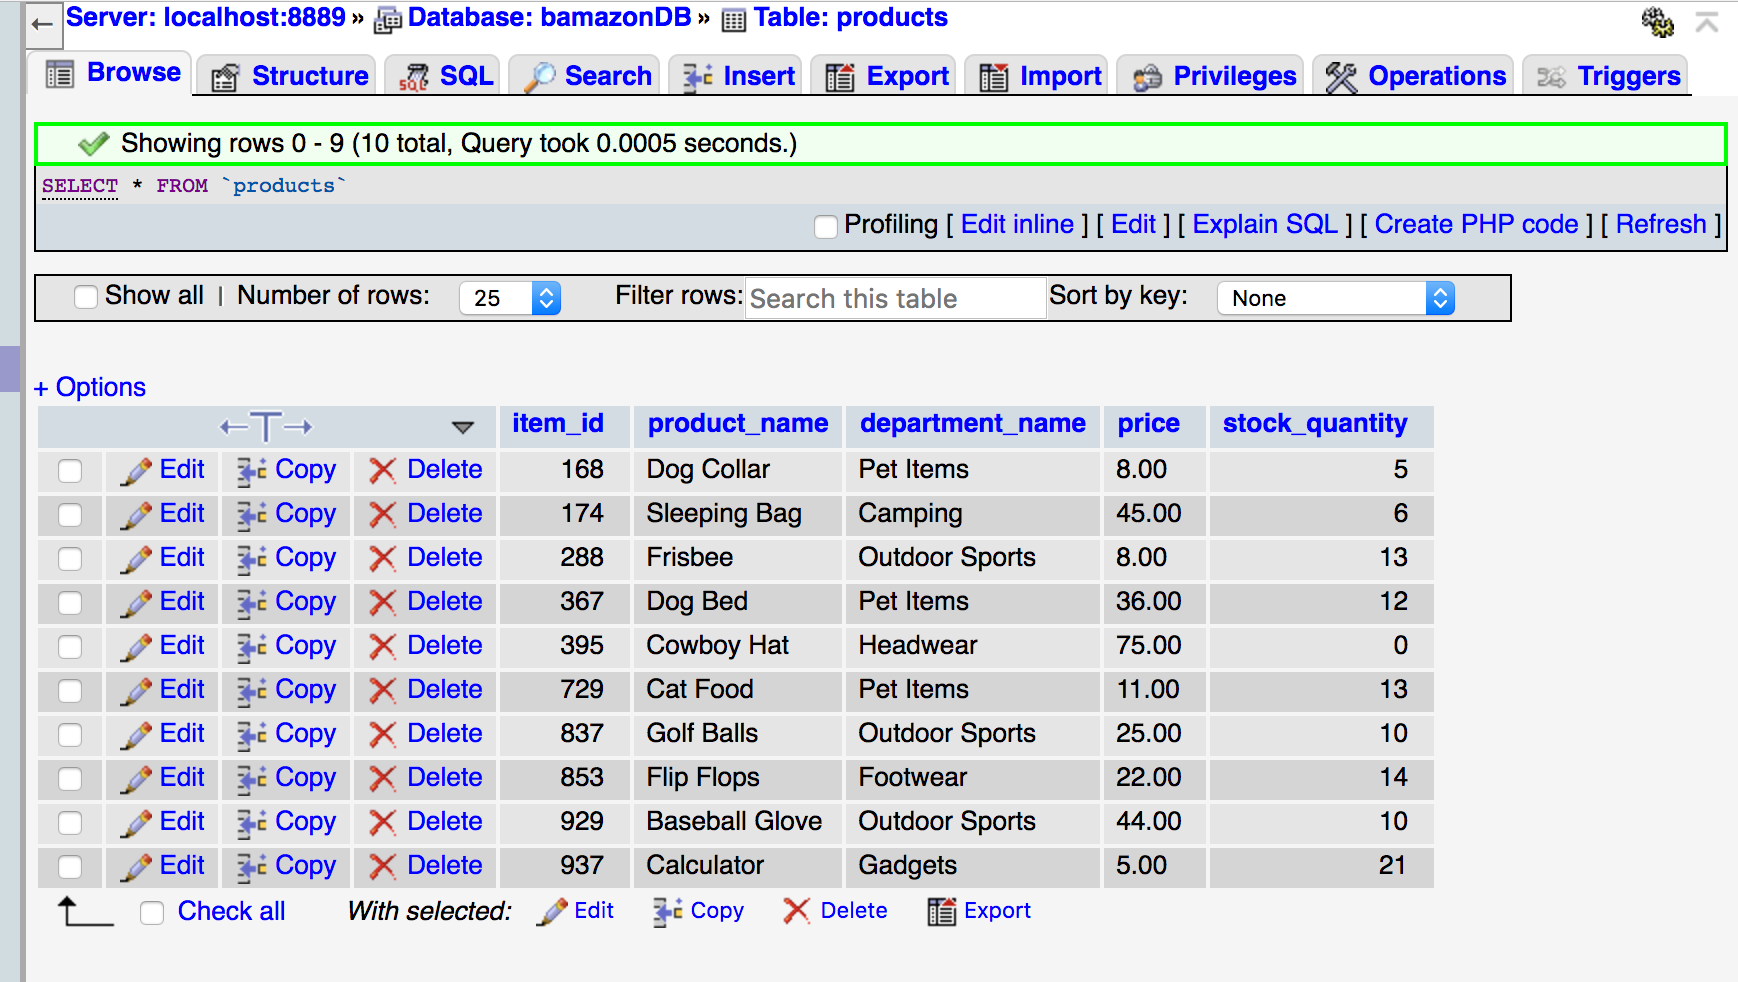 Server: localhost:8889 » Database: bamazonDB » Table: products
Browse Structure SQL Search Insert Export Import Privileges Operations Triggers
Showing rows 0 - 9 (10 total, Query took 0.0005 seconds.)
SELECT * FROM `products`
Profiling [ Edit inline ] [ Edit ] [ Explain SQL ] [ Create PHP code ] [ Refresh ]
Show all | Number of rows: 25 Filter rows: Search this table Sort by key: None
+ Options
←T→ item_id product_name department_name price stock_quantity
Edit Copy Delete 168 Dog Collar Pet Items 8.00 5
Edit Copy Delete 174 Sleeping Bag Camping 45.00 6
Edit Copy Delete 288 Frisbee Outdoor Sports 8.00 13
Edit Copy Delete 367 Dog Bed Pet Items 36.00 12
Edit Copy Delete 395 Cowboy Hat Headwear 75.00 0
Edit Copy Delete 729 Cat Food Pet Items 11.00 13
Edit Copy Delete 837 Golf Balls Outdoor Sports 25.00 10
Edit Copy Delete 853 Flip Flops Footwear 22.00 14
Edit Copy Delete 929 Baseball Glove Outdoor Sports 44.00 10
Edit Copy Delete 937 Calculator Gadgets 5.00 21
Check all With selected: Edit Copy Delete Export